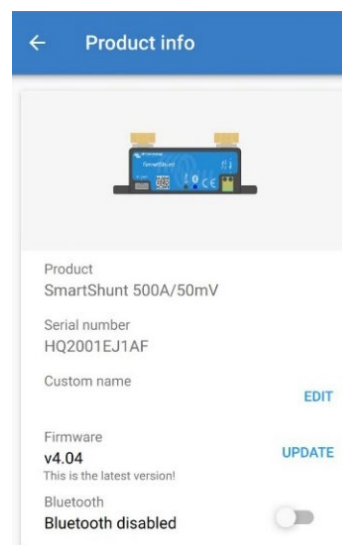 Product info
SmartShunt
Product
SmartShunt 500A/50mV
Serial number
HQ2001EJ1AF
Custom name
EDIT
Firmware
v4.04
UPDATE
This is the latest version!
Bluetooth
Bluetooth disabled